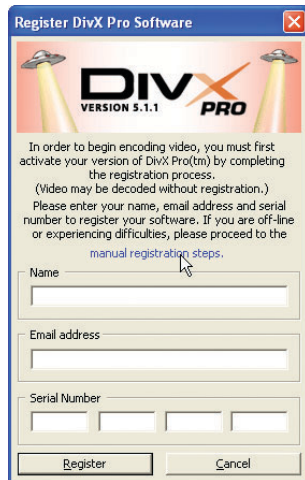 Register DivX Pro Software
DivX
VERSION 5.1.1
PRO
In order to begin encoding video, you must first
activate your version of DivX Pro(tm) by completing
the registration process.
(Video may be decoded without registration.)
Please enter your name, email address and serial
number to register your software. If you are off-line
or experiencing difficulties, please proceed to the
manual registration steps.
Name
Email address
Serial Number
Register Cancel